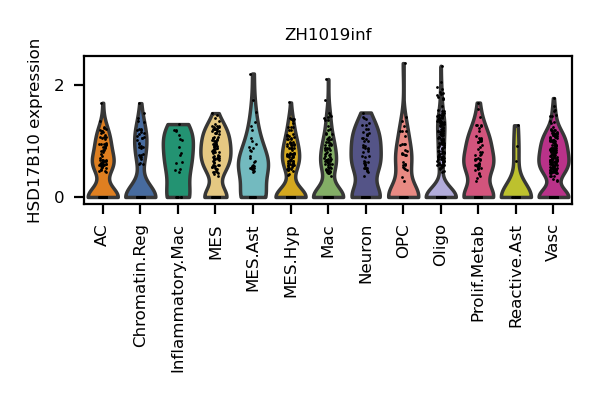 ZH1019inf
HSD17B10 expression
2
0
AC
Chromatin.Reg
Inflammatory.Mac
MES
MES.Ast
MES.Hyp
Mac
Neuron
OPC
Oligo
Prolif.Metab
Reactive.Ast
Vasc